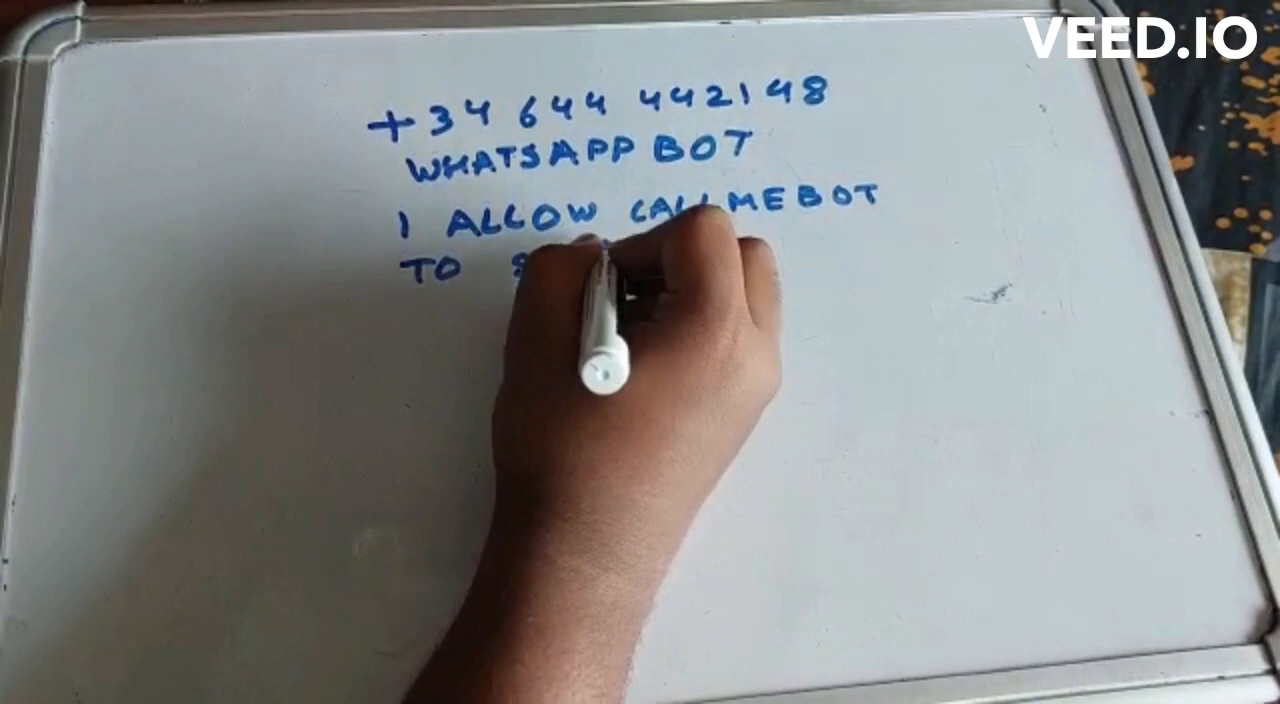 VEED.IO
+34 644 442148
WHATSAPP BOT
I ALLOW CALLMEBOT
TO